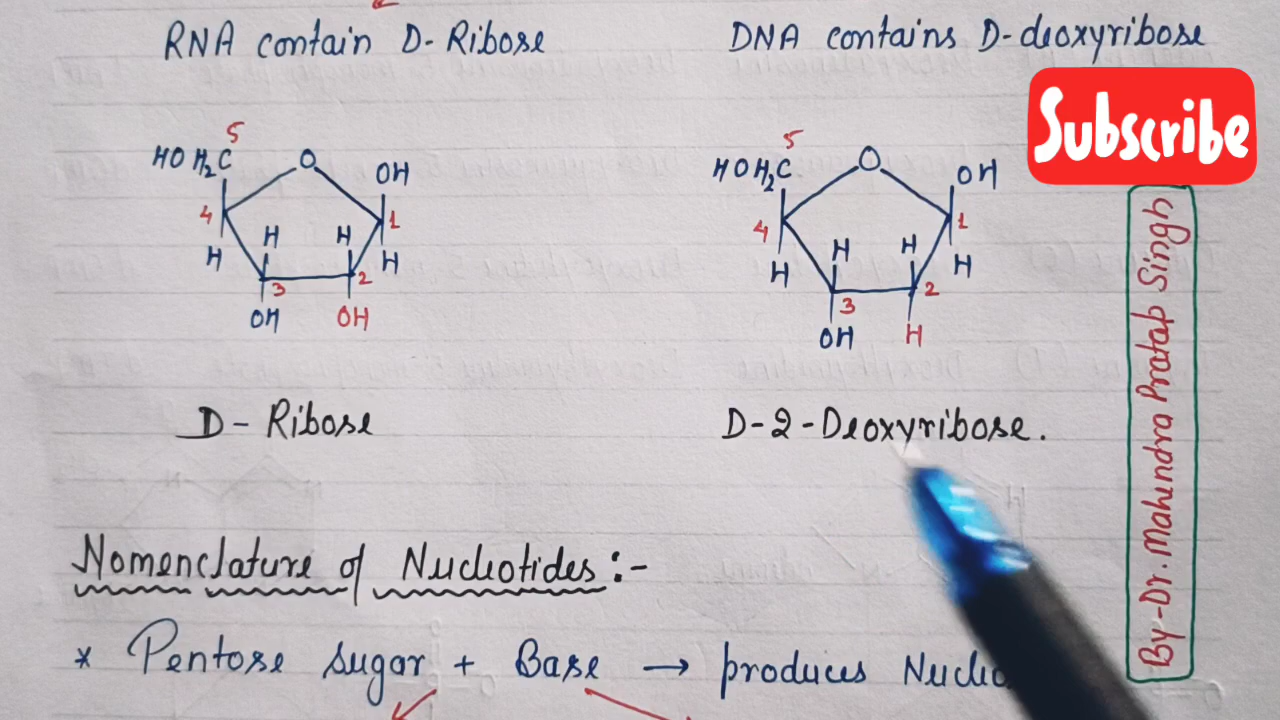 RNA contain D-Ribose
DNA contains D-deoxyribose
Subscribe
5
HOH₂C O OH
4 1
H H H H
3 2
OH OH
5
HOH₂C O OH
4 1
H H H H
3 2
OH H
D-Ribose
D-2-Deoxyribose.
Nomenclature of Nucleotides:-
* Pentose sugar + Base → produces
By-Dr. Mahendra Pratap Singh